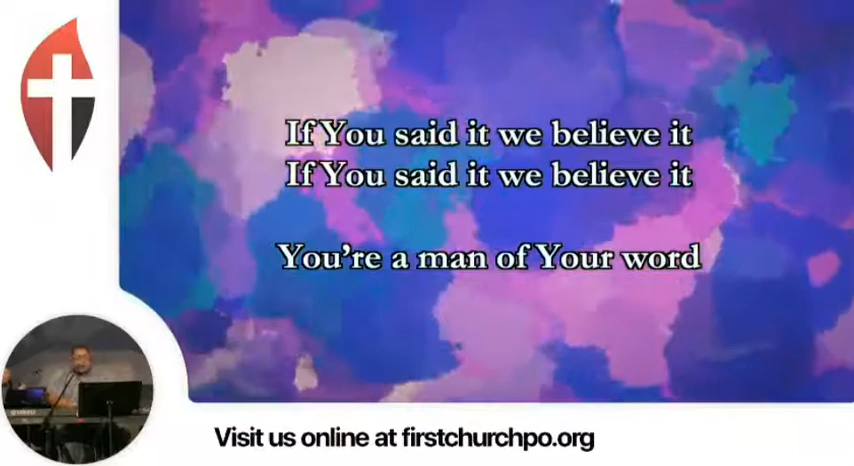 If You said it we believe it
If You said it we believe it
You're a man of Your word
Visit us online at firstchurchpo.org